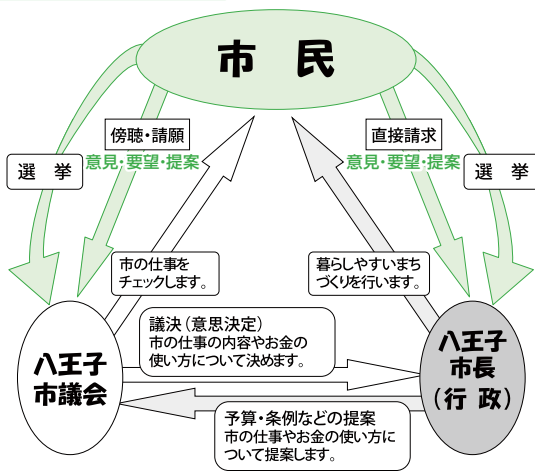 市　民
傍聴・請願
意見・要望・提案
直接請求
意見・要望・提案
選　挙
選　挙
市の仕事を
チェックします。
暮らしやすいまち
づくりを行います。
議決（意思決定）
市の仕事の内容やお金の
使い方について決めます。
八王子
市議会
八王子
市長
（行 政）
予算・条例などの提案
市の仕事やお金の使い方に
ついて提案します。